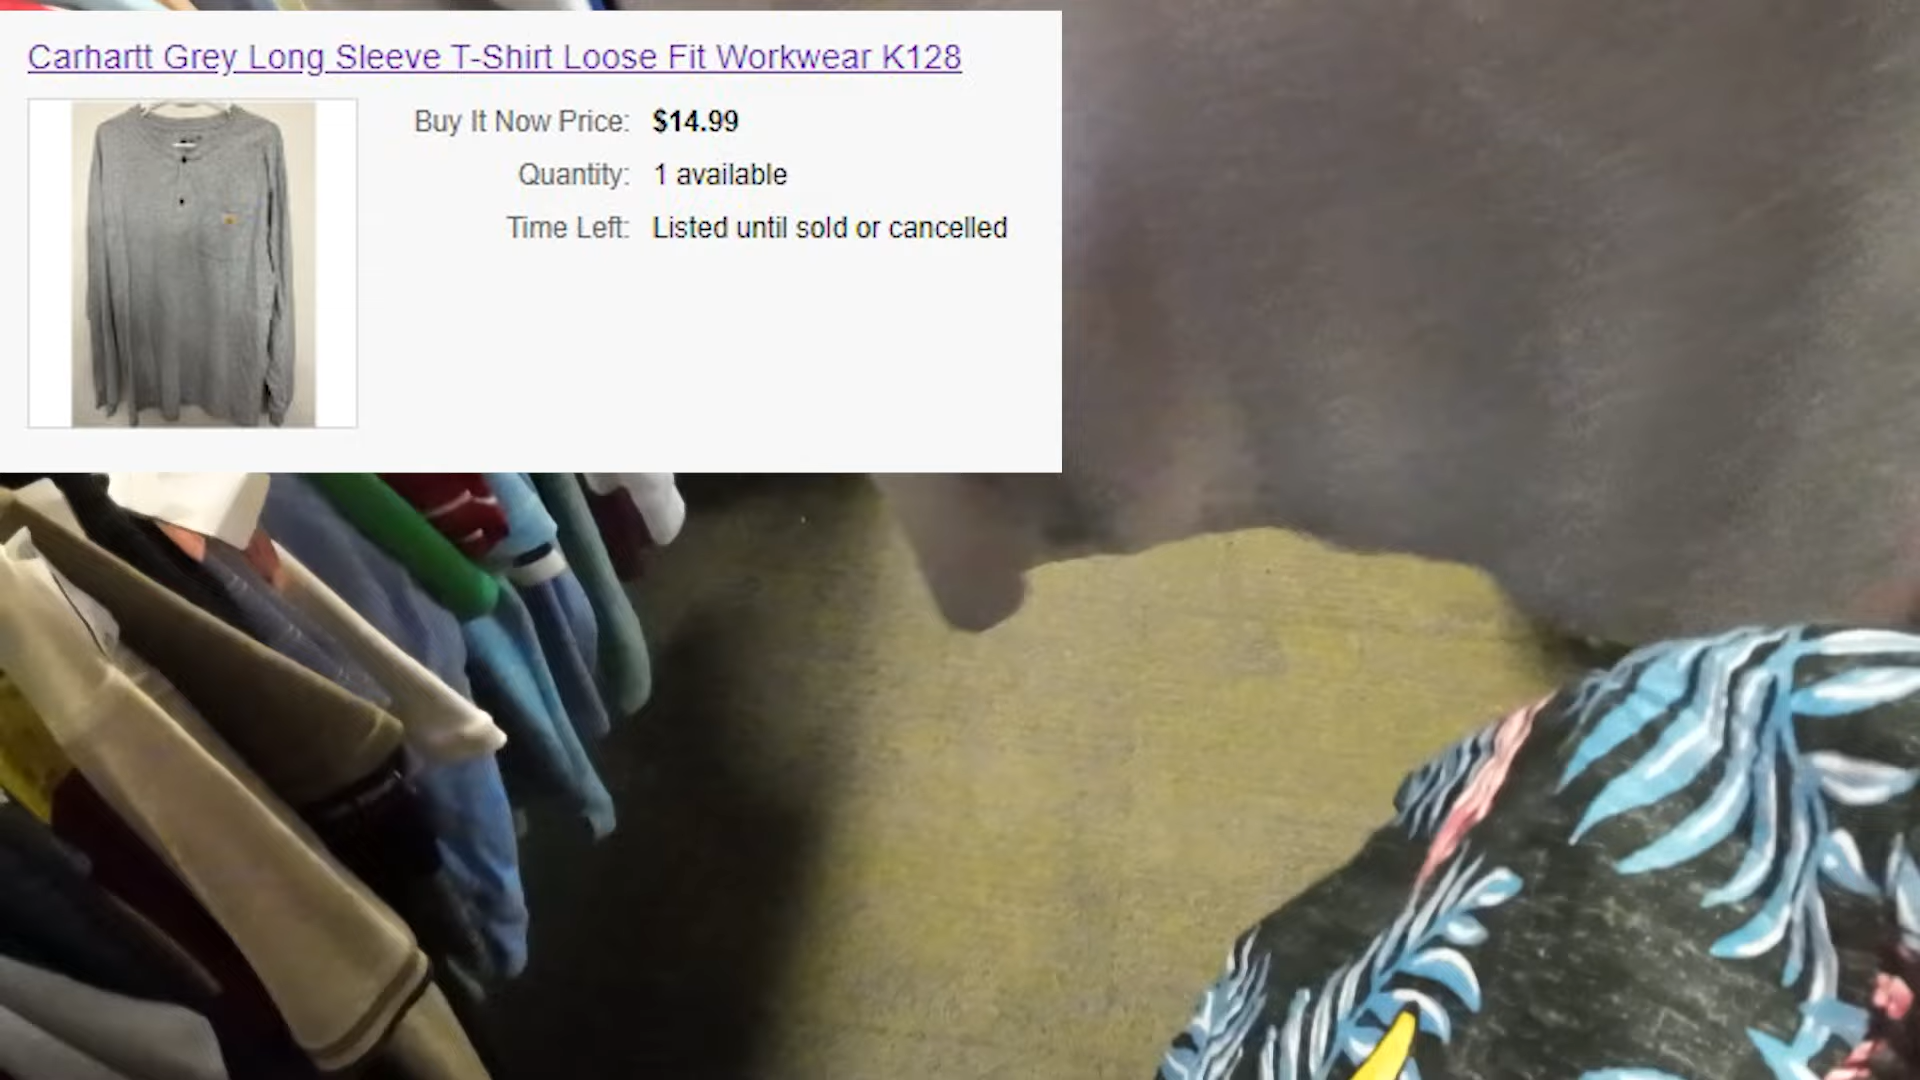 Carhartt Grey Long Sleeve T-Shirt Loose Fit Workwear K128
Buy It Now Price: $14.99
Quantity: 1 available
Time Left: Listed until sold or cancelled